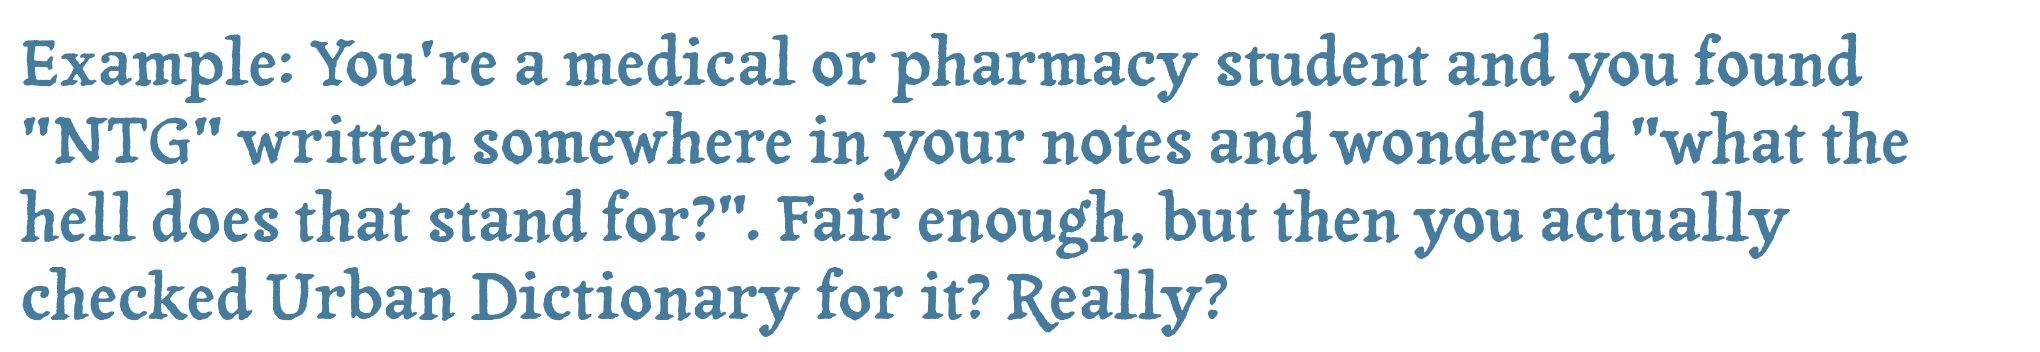 Example: You're a medical or pharmacy student and you found
"NTG" written somewhere in your notes and wondered "what the
hell does that stand for?". Fair enough, but then you actually
checked Urban Dictionary for it? Really?